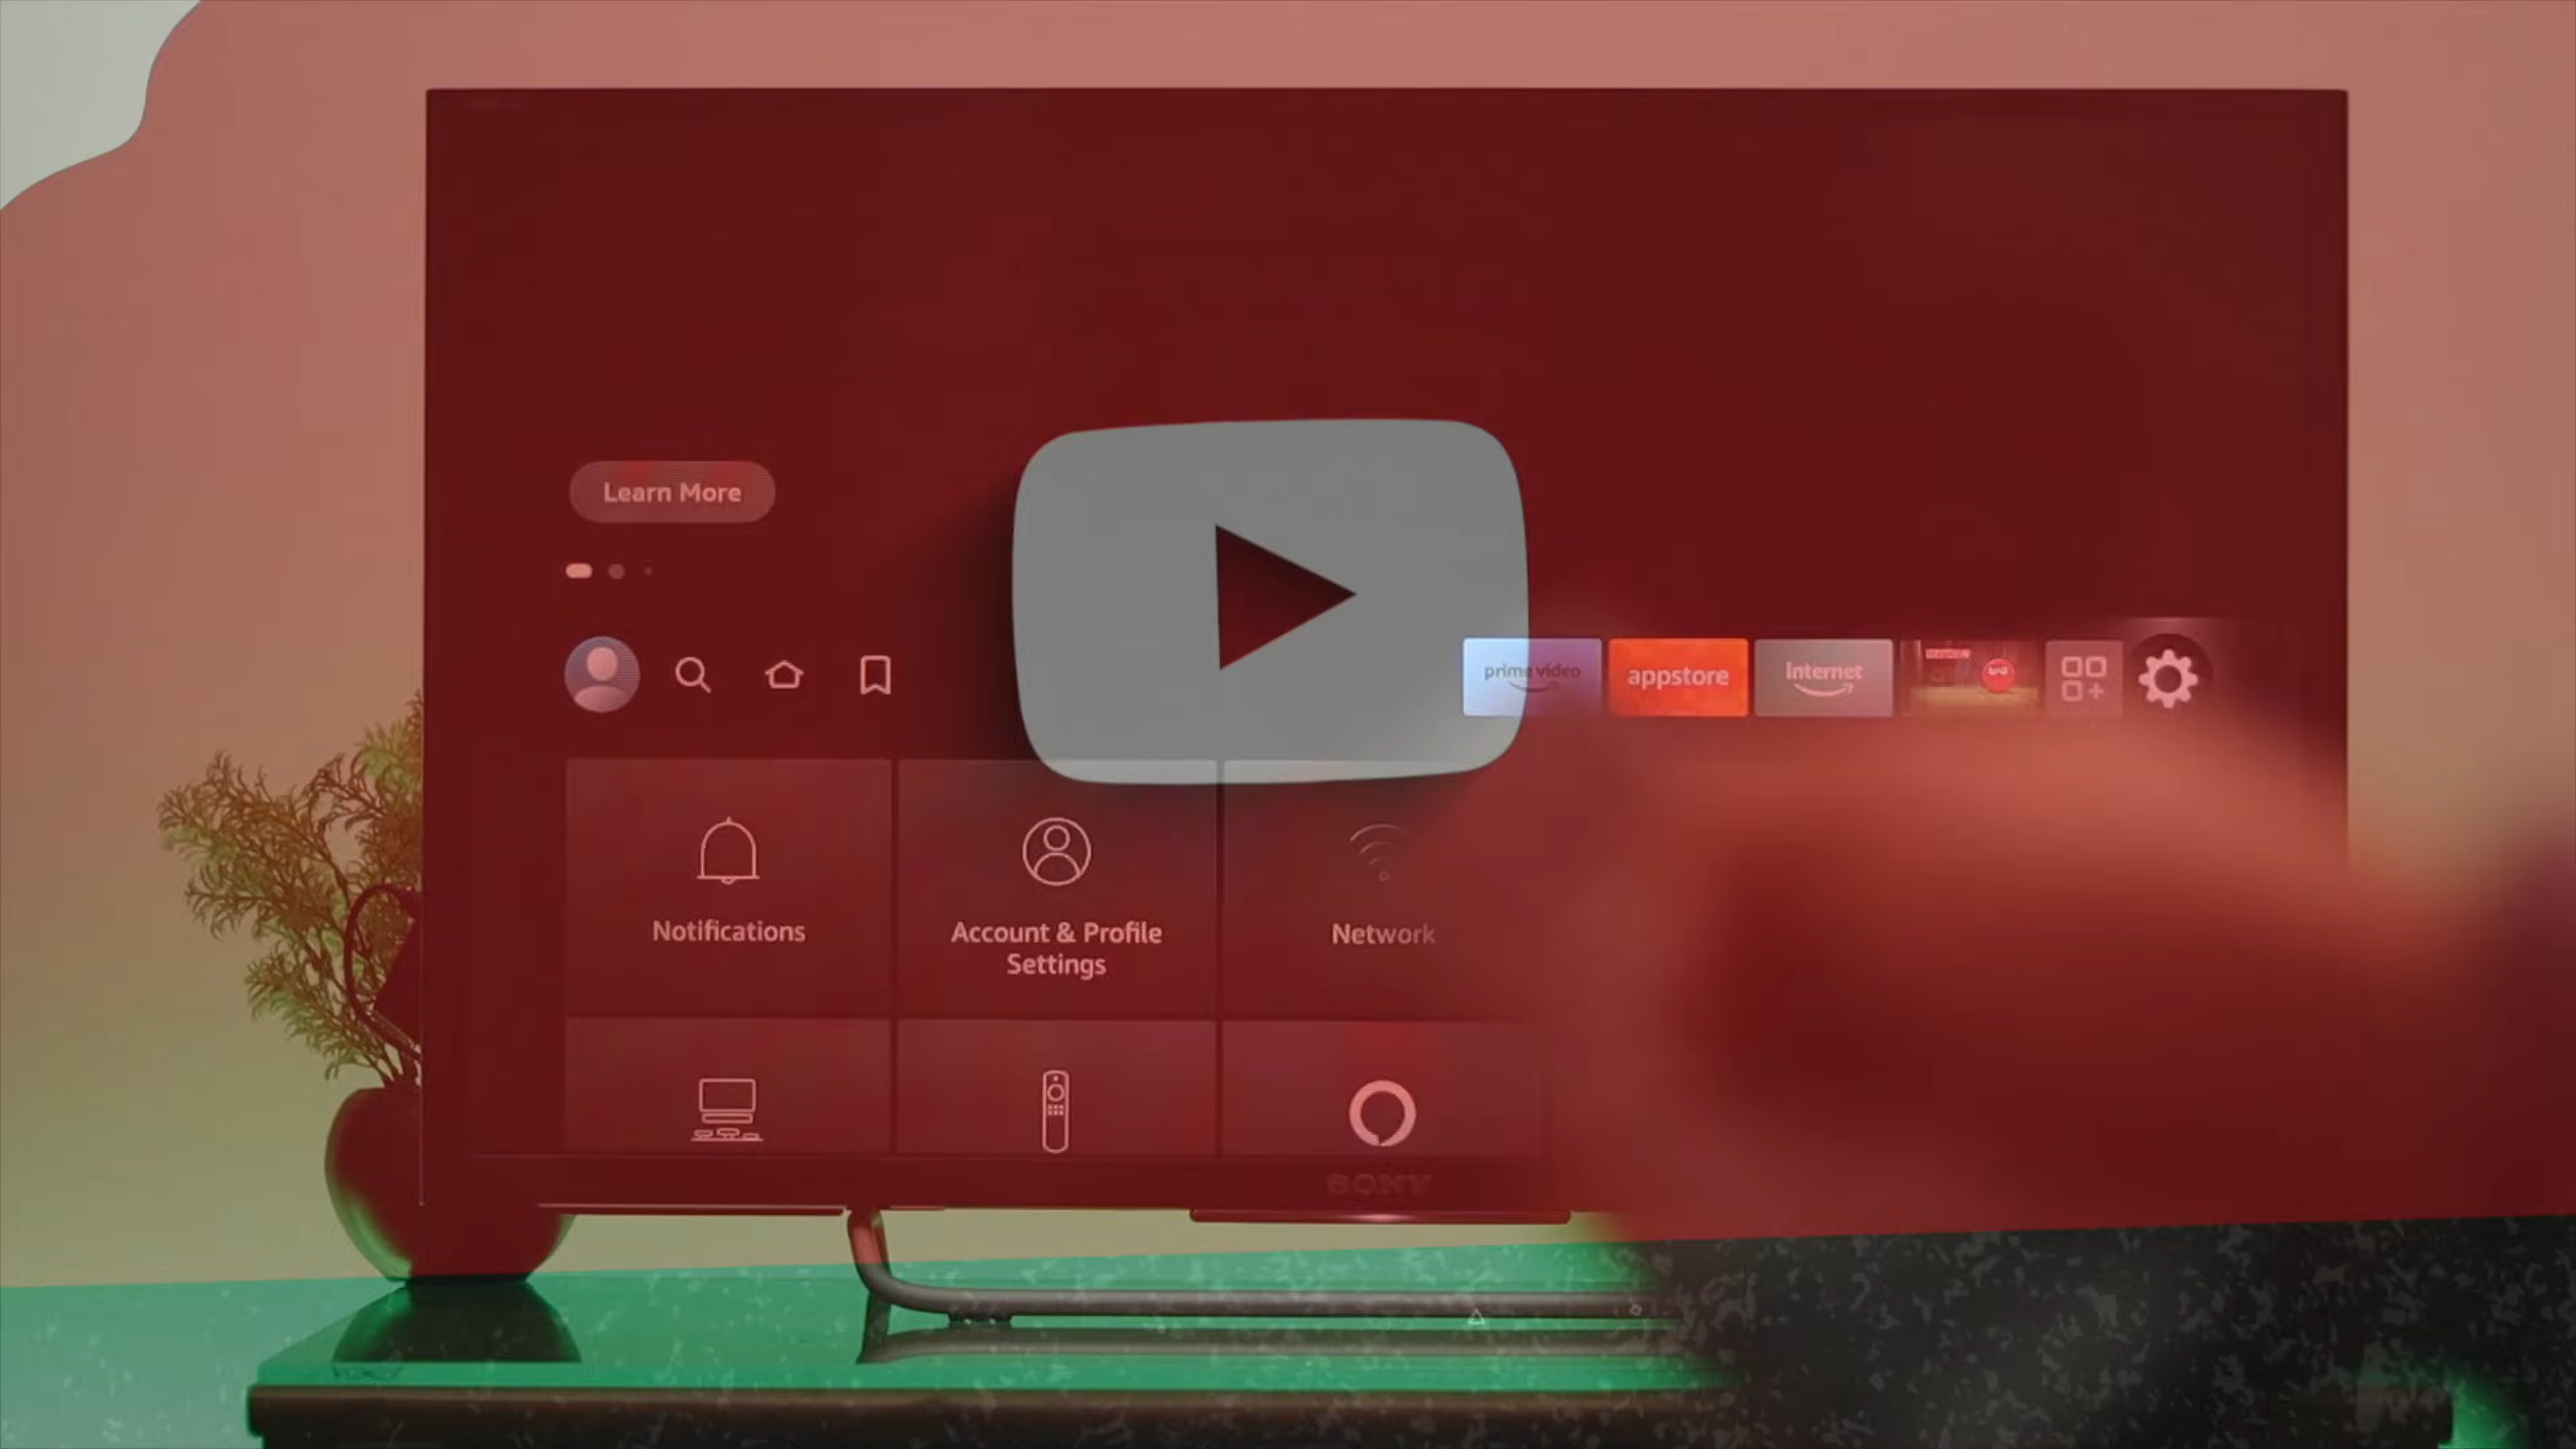 Learn More
prime video
appstore
Internet
Notifications
Account & Profile
Settings
Network
SONY